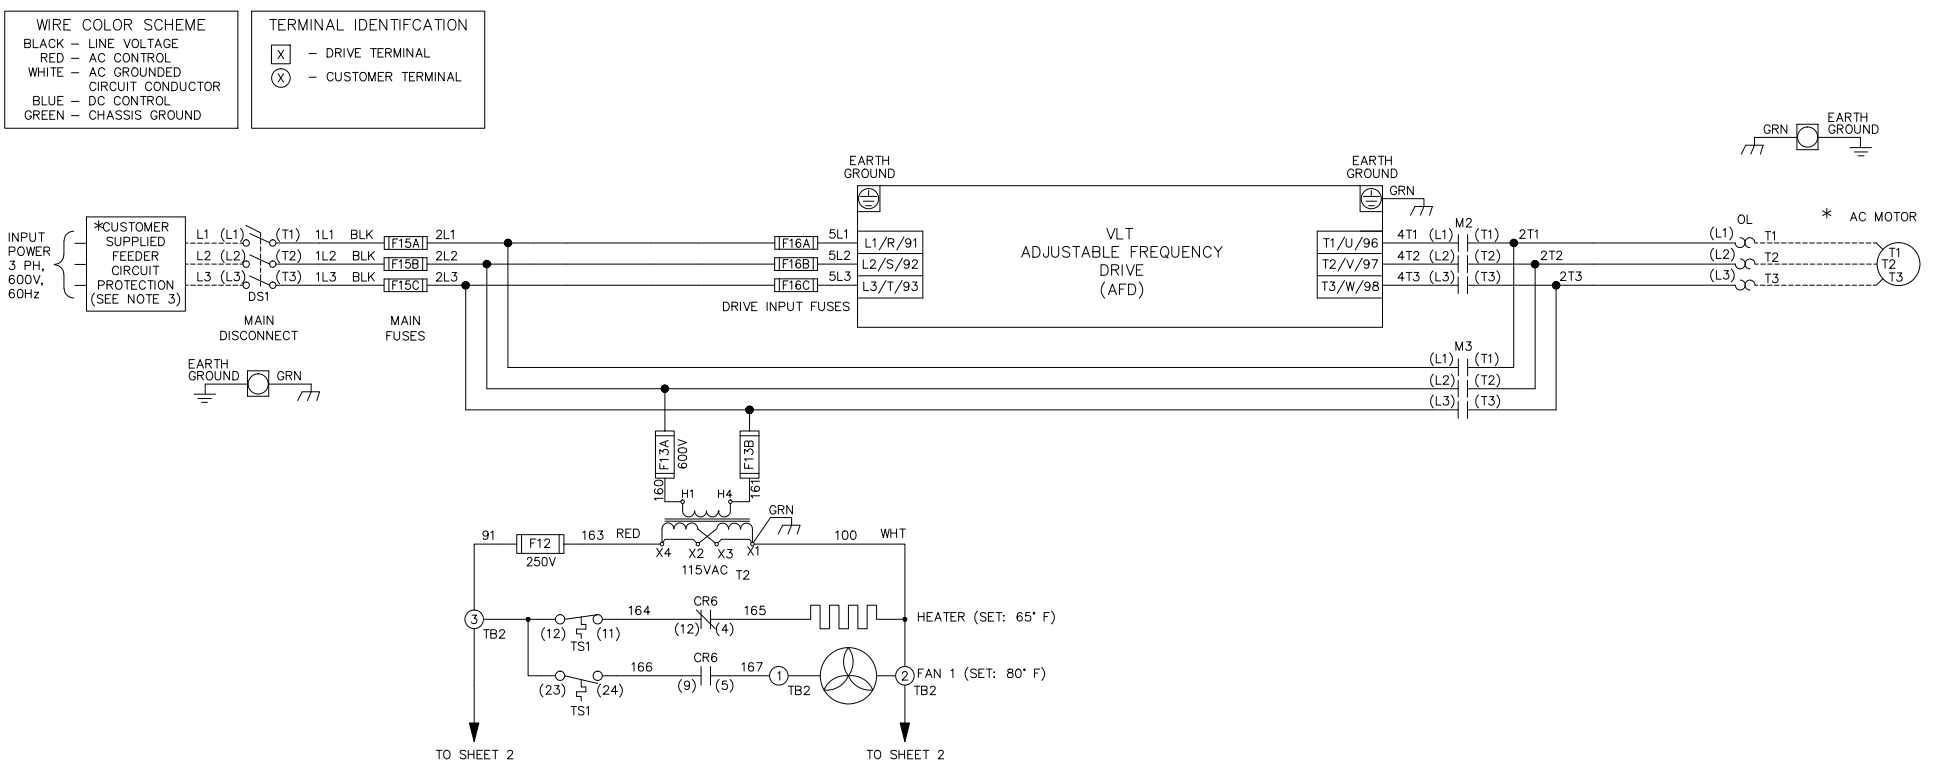 WIRE COLOR SCHEME
BLACK – LINE VOLTAGE
RED – AC CONTROL
WHITE – AC GROUNDED
CIRCUIT CONDUCTOR
BLUE – DC CONTROL
GREEN – CHASSIS GROUND
TERMINAL IDENTIFCATION
X – DRIVE TERMINAL
X – CUSTOMER TERMINAL
GRN
EARTH
GROUND
EARTH
GROUND
EARTH
GROUND
GRN
INPUT
POWER
3 PH,
600V,
60Hz
*CUSTOMER
SUPPLIED
FEEDER
CIRCUIT
PROTECTION
(SEE NOTE 3)
L1 (L1) (T1) 1L1 BLK F15A 2L1 F16A 5L1 L1/R/91
L2 (L2) (T2) 1L2 BLK F15B 2L2 F16B 5L2 L2/S/92
L3 (L3) (T3) 1L3 BLK F15C 2L3 F16C 5L3 L3/T/93
DS1
MAIN
DISCONNECT
MAIN
FUSES
DRIVE INPUT FUSES
VLT
ADJUSTABLE FREQUENCY
DRIVE
(AFD)
M2
T1/U/96 4T1 (L1) (T1) 2T1
T2/V/97 4T2 (L2) (T2) 2T2
T3/W/98 4T3 (L3) (T3) 2T3
OL
(L1) T1
(L2) T2
(L3) T3
* AC MOTOR
T1
T2
T3
M3
(L1) (T1)
(L2) (T2)
(L3) (T3)
EARTH
GROUND
GRN
F13A
600V
F13B
160
161
H1 H4
GRN
91 F12 163 RED
250V
X4 X2 X3 X1
100 WHT
115VAC T2
3
TB2
(12) (11)
TS1
164
CR6
(12) (4)
165
HEATER (SET: 65° F)
(23) (24)
TS1
166
CR6
(9) (5)
167
1
TB2
2
TB2
FAN 1 (SET: 80° F)
TO SHEET 2
TO SHEET 2